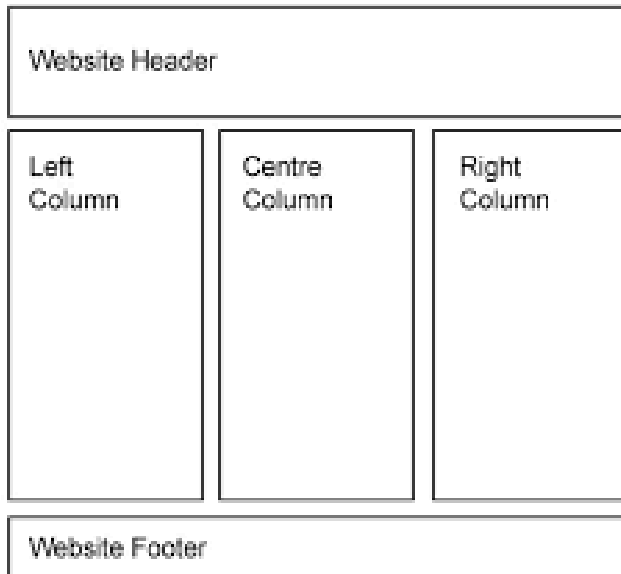 Website Header
Left
Column
Centre
Column
Right
Column
Website Footer